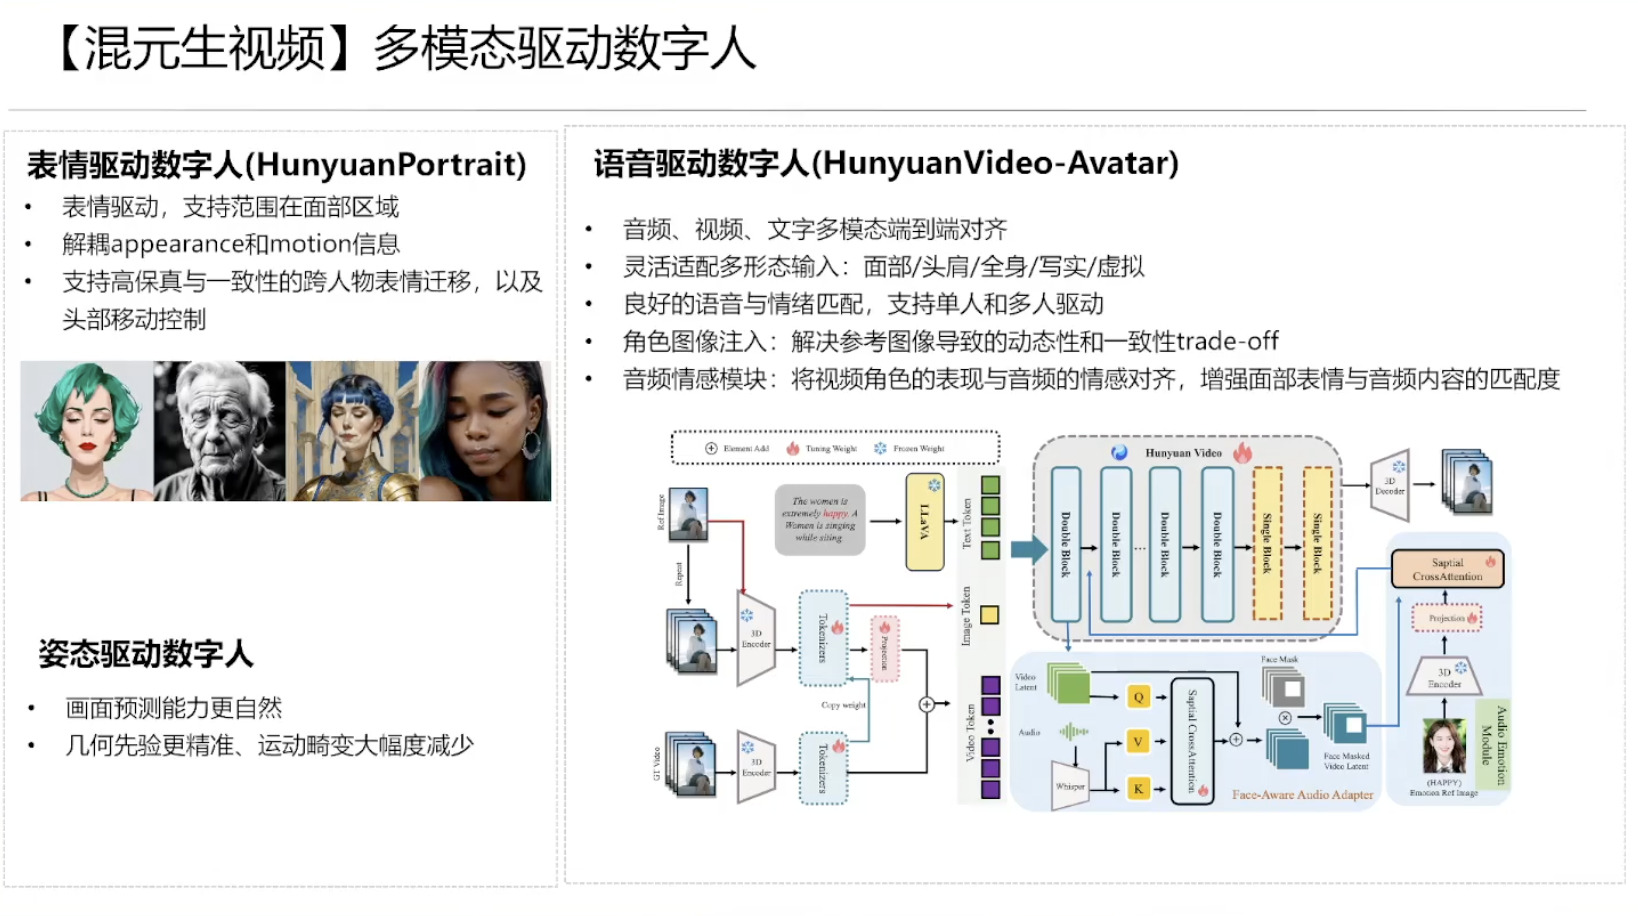 【混元生视频】多模态驱动数字人
表情驱动数字人(HunyuanPortrait)
• 表情驱动，支持范围在面部区域
• 解耦appearance和motion信息
• 支持高保真与一致性的跨人物表情迁移，以及
头部移动控制
姿态驱动数字人
• 画面预测能力更自然
• 几何先验更精准、运动畸变大幅度减少
语音驱动数字人(HunyuanVideo-Avatar)
• 音频、视频、文字多模态端到端对齐
• 灵活适配多形态输入：面部/头肩/全身/写实/虚拟
• 良好的语音与情绪匹配，支持单人和多人驱动
• 角色图像注入：解决参考图像导致的动态性和一致性trade-off
• 音频情感模块：将视频角色的表现与音频的情感对齐，增强面部表情与音频内容的匹配度
Element Add
Tuning Weight
Frozen Weight
Ref Image
Repeat
The women is
extremely happy. A
Women is singing
while siting
LLaVA
Text Token
Image Token
Video Token
3D
Encoder
Tokenizers
Projection
Copy weight
GT Video
3D
Encoder
Tokenizers
Hunyuan Video
Double Block
Double Block
...
Double Block
Double Block
Single Block
Single Block
3D
Decoder
Saptial
CrossAttention
Projection
3D
Encoder
Audio Emotion
Module
(HAPPY)
Emotion Ref Image
Video
Latent
Audio
Whisper
Q
V
K
Saptial CrossAttention
Face Mask
Face Masked
Video Latent
Face-Aware Audio Adapter